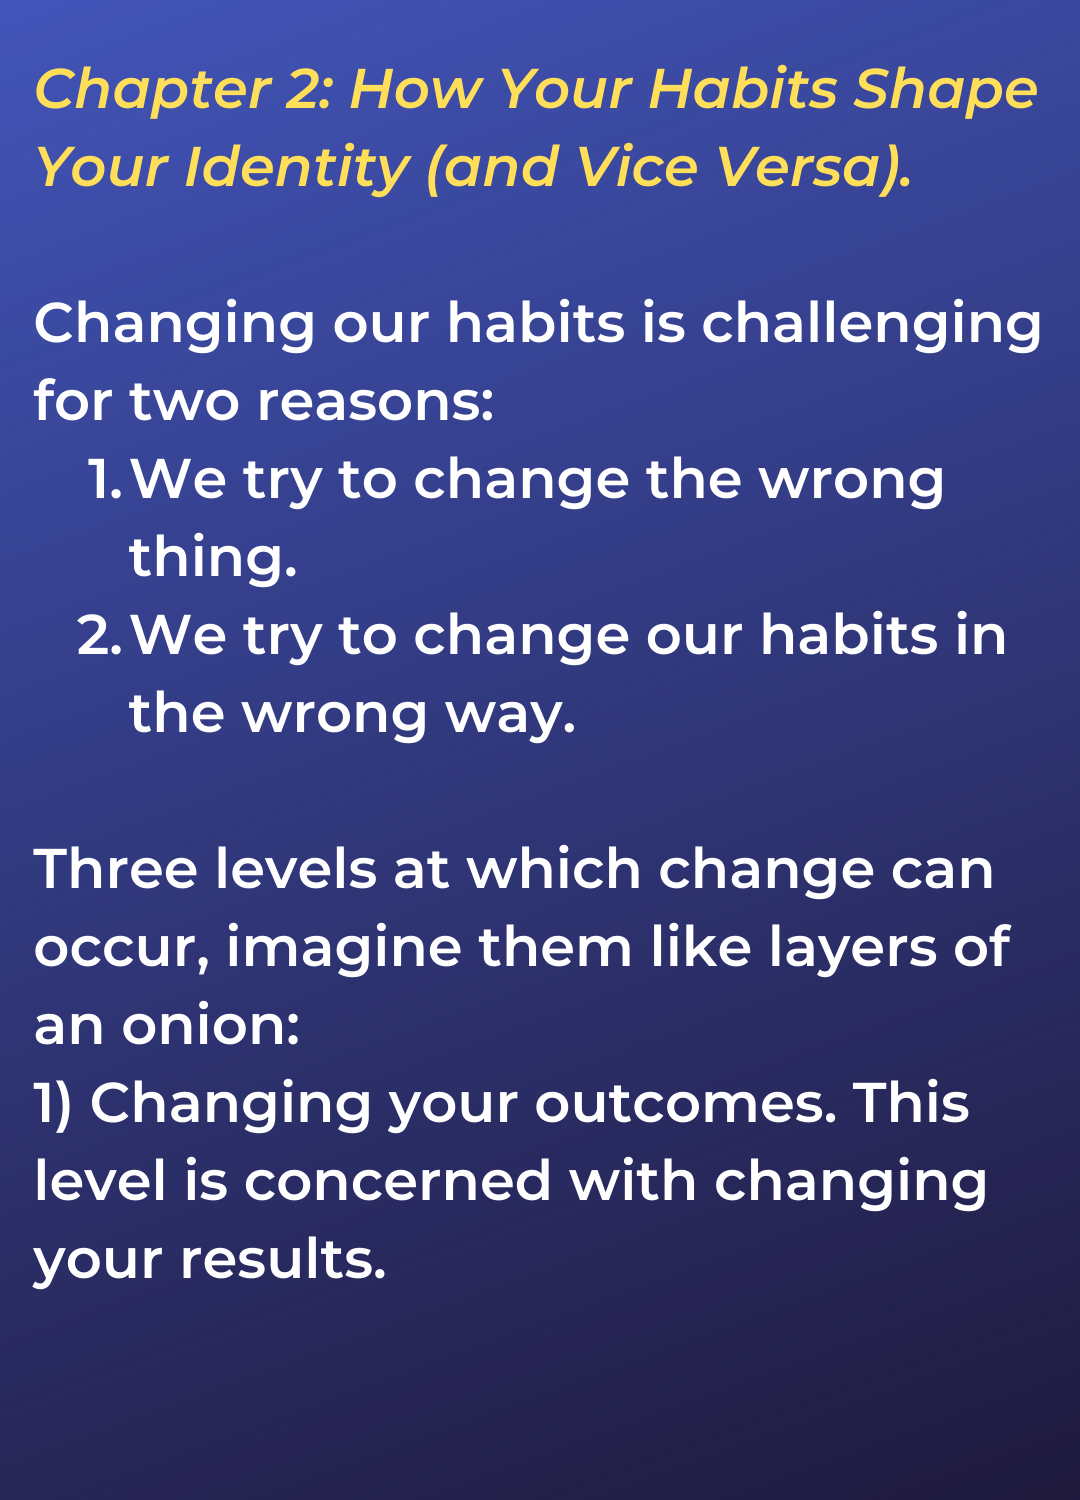 Chapter 2: How Your Habits Shape
Your Identity (and Vice Versa).
Changing our habits is challenging
for two reasons:
1. We try to change the wrong
thing.
2. We try to change our habits in
the wrong way.
Three levels at which change can
occur, imagine them like layers of
an onion:
1) Changing your outcomes. This
level is concerned with changing
your results.